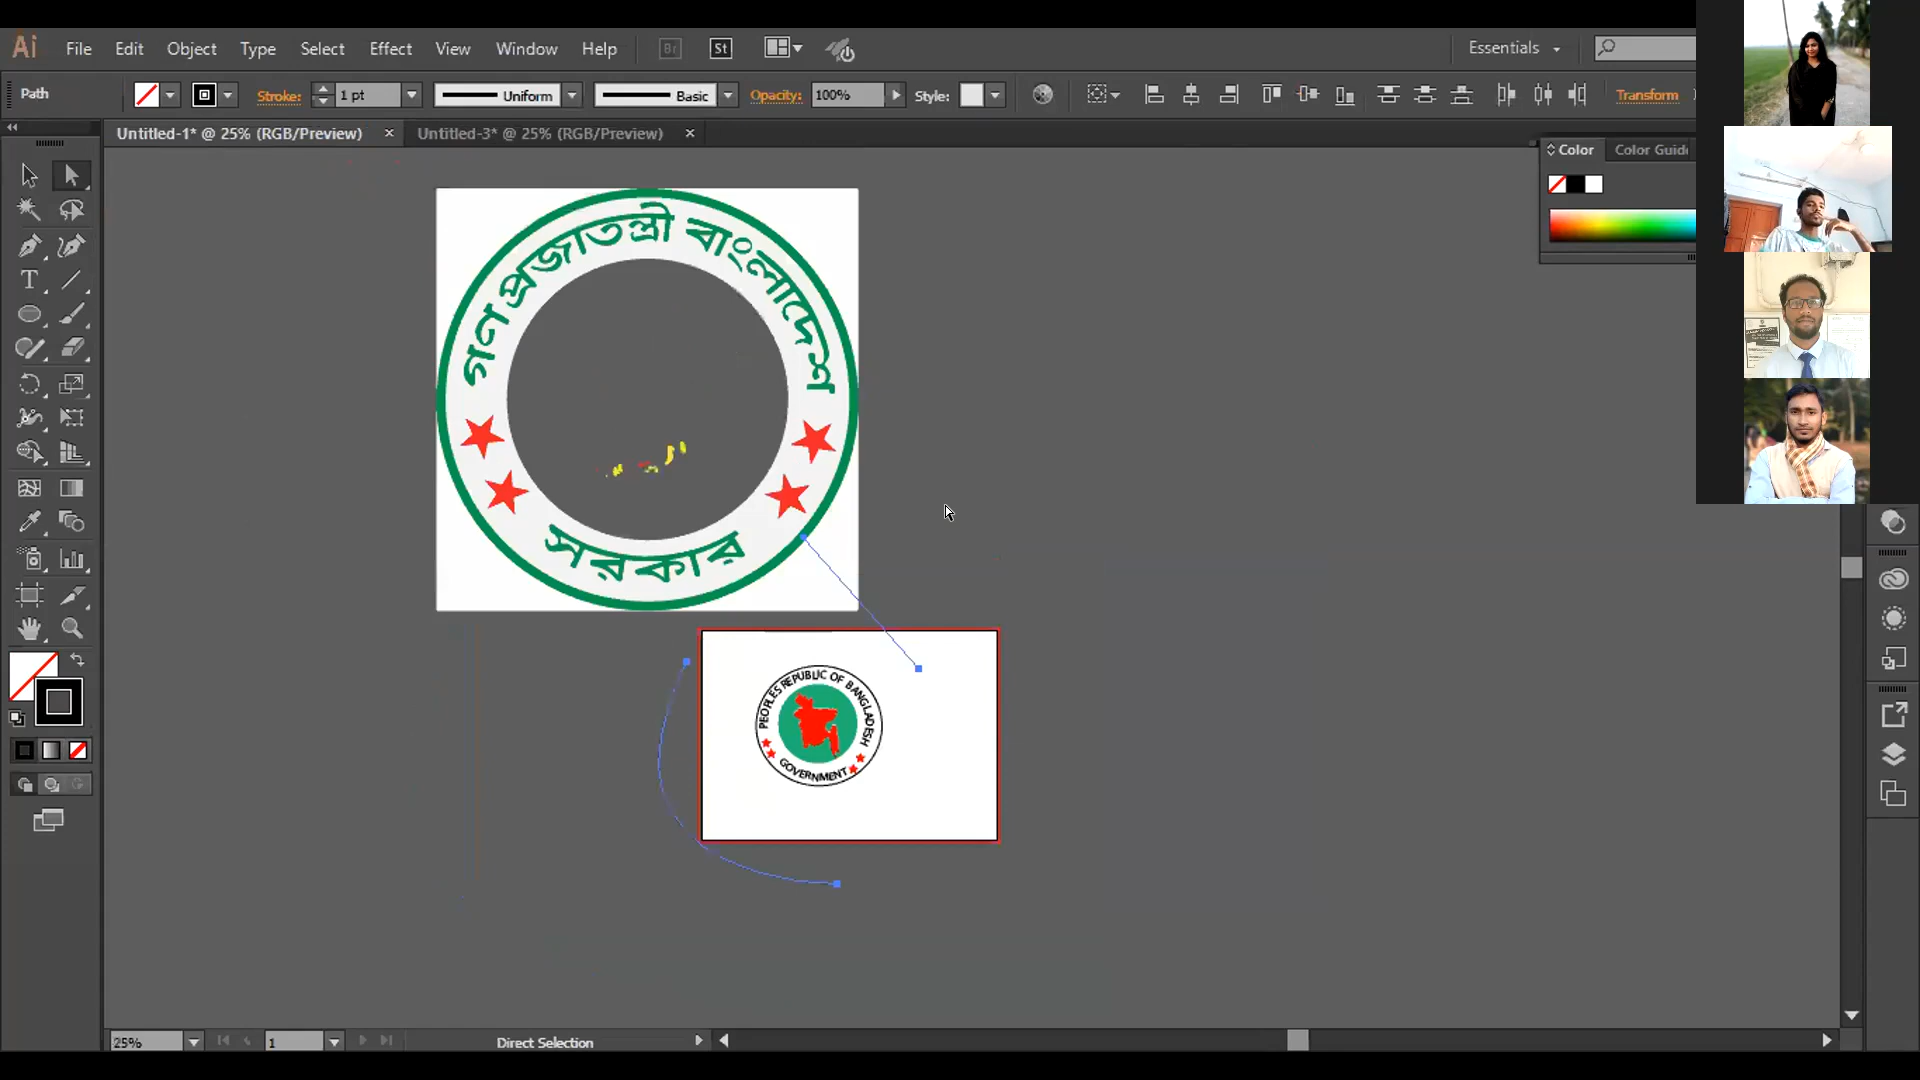 Ai File Edit Object Type Select Effect View Window Help Br St Essentials
Path Stroke: 1 pt Uniform Basic Opacity: 100% Style: Transform
Untitled-1* @ 25% (RGB/Preview) Untitled-3* @ 25% (RGB/Preview)
Color Color Guide
গণপ্রজাতন্ত্রী বাংলাদেশ
সরকার
PEOPLES REPUBLIC OF BANGLADESH
GOVERNMENT
25% 1 Direct Selection